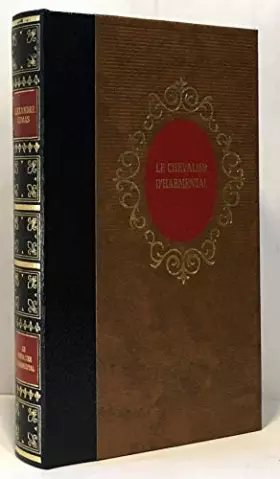 ALEXANDRE
DUMAS
LE
CHEVALIER
D'HARMENTAL
LE CHEVALIER
D'HARMENTAL